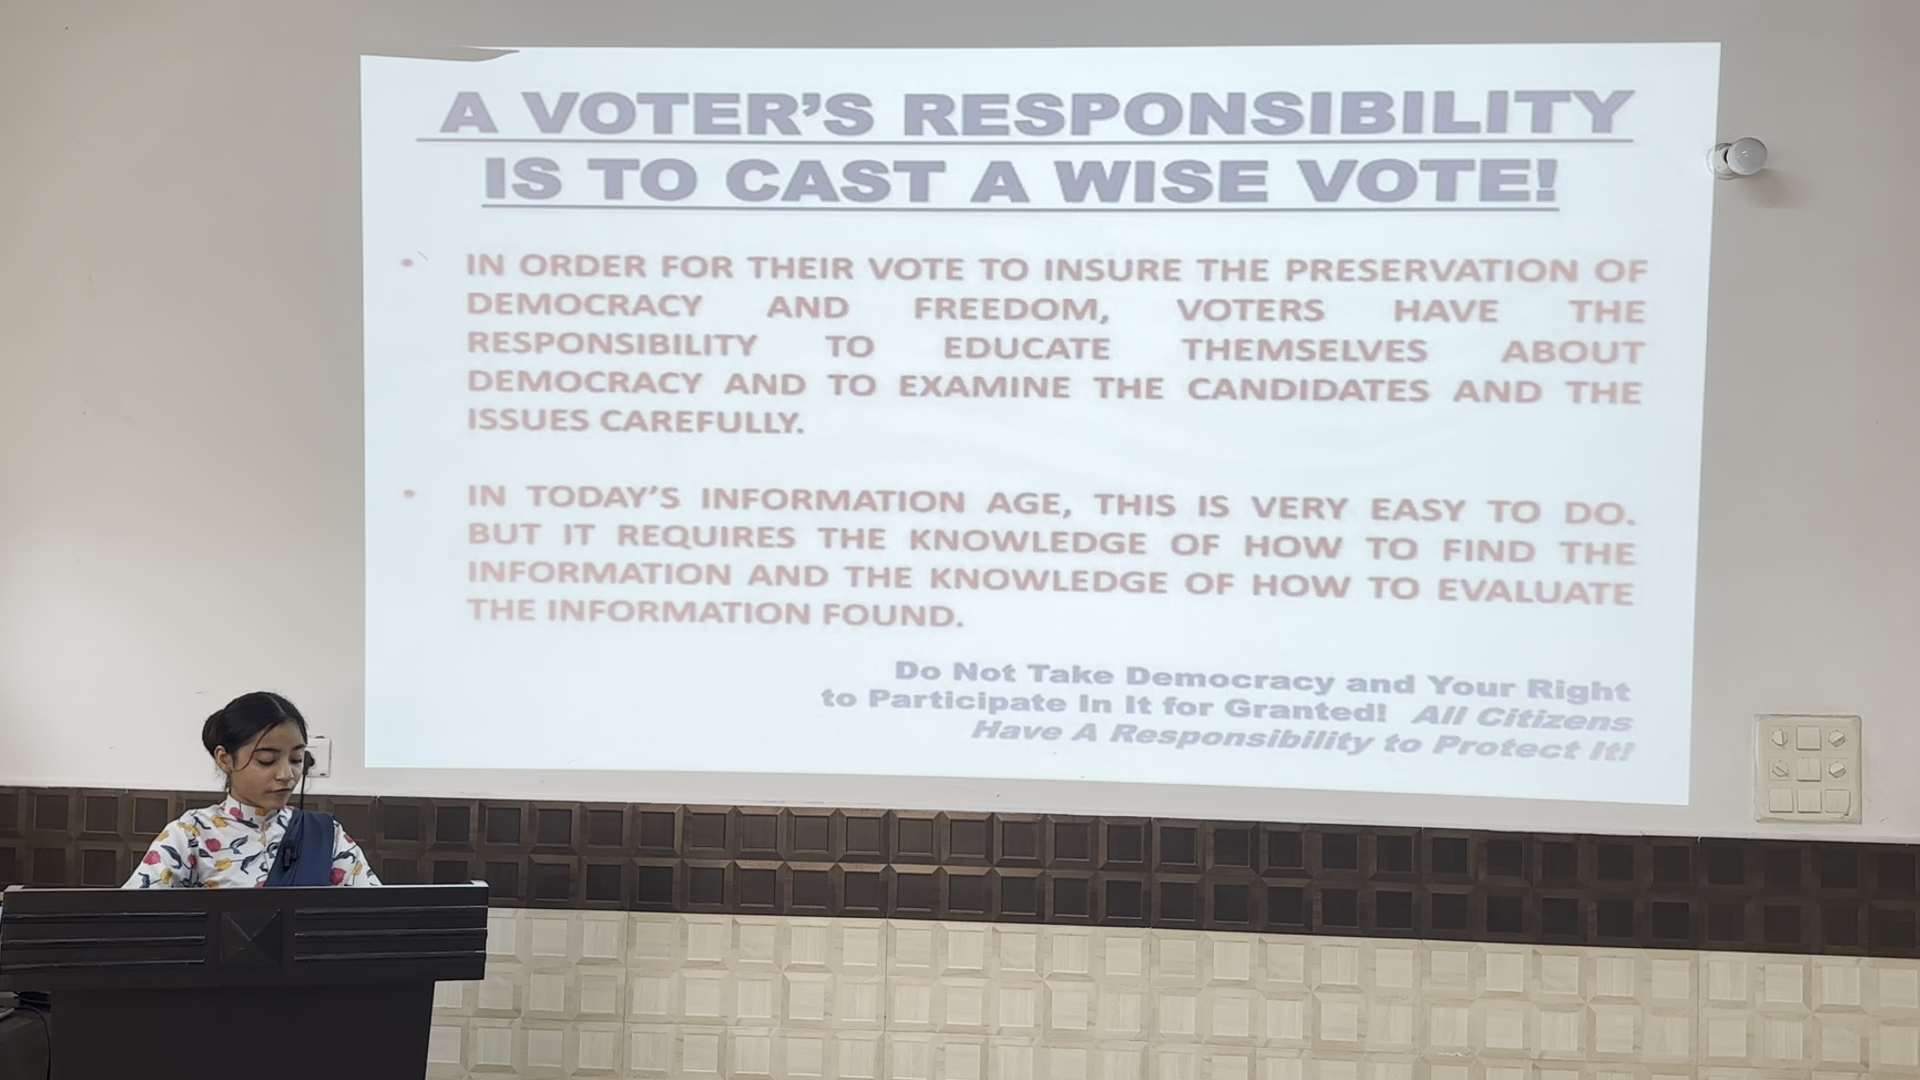 A VOTER'S RESPONSIBILITY
IS TO CAST A WISE VOTE!
• IN ORDER FOR THEIR VOTE TO INSURE THE PRESERVATION OF
DEMOCRACY AND FREEDOM, VOTERS HAVE THE
RESPONSIBILITY TO EDUCATE THEMSELVES ABOUT
DEMOCRACY AND TO EXAMINE THE CANDIDATES AND THE
ISSUES CAREFULLY.
• IN TODAY'S INFORMATION AGE, THIS IS VERY EASY TO DO.
BUT IT REQUIRES THE KNOWLEDGE OF HOW TO FIND THE
INFORMATION AND THE KNOWLEDGE OF HOW TO EVALUATE
THE INFORMATION FOUND.
Do Not Take Democracy and Your Right
to Participate In It for Granted! All Citizens
Have A Responsibility to Protect It!